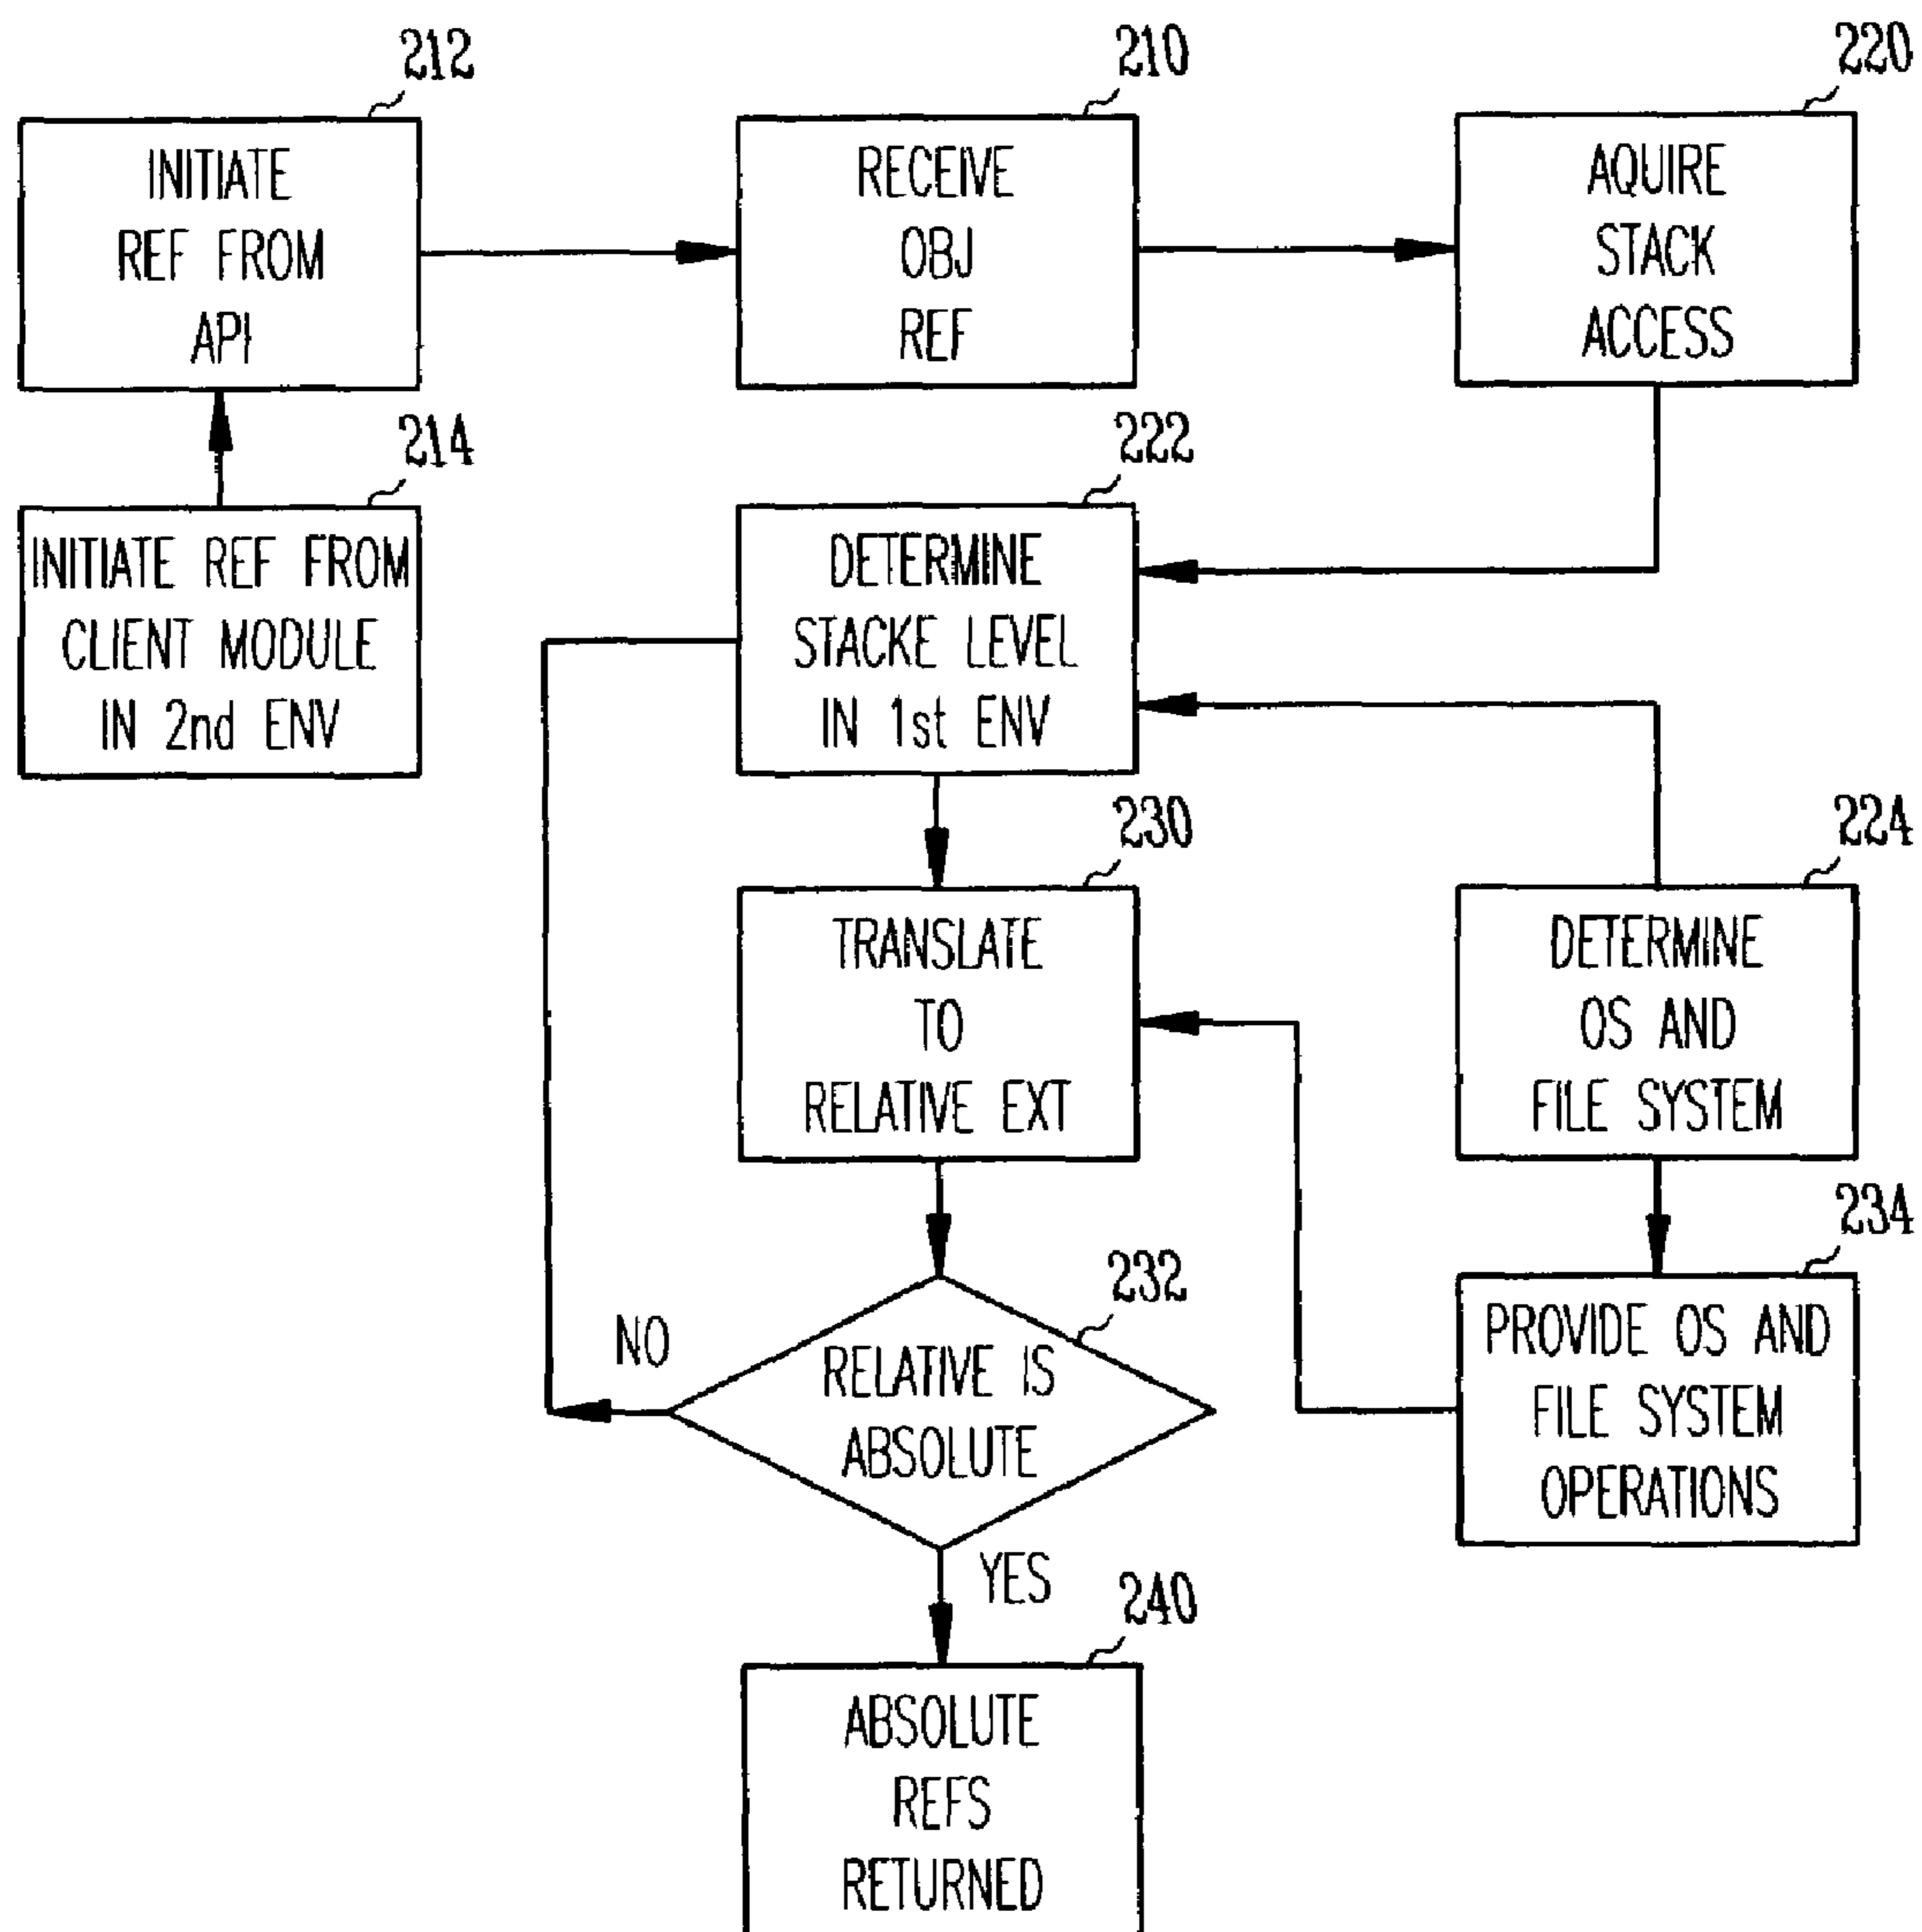 212
INITIATE
REF FROM
API
210
RECEIVE
OBJ
REF
220
AQUIRE
STACK
ACCESS
214
INITIATE REF FROM
CLIENT MODULE
IN 2nd ENV
222
DETERMINE
STACKE LEVEL
IN 1st ENV
230
TRANSLATE
TO
RELATIVE EXT
224
DETERMINE
OS AND
FILE SYSTEM
232
RELATIVE IS
ABSOLUTE
NO
YES
234
PROVIDE OS AND
FILE SYSTEM
OPERATIONS
240
ABSOLUTE
REFS
RETURNED